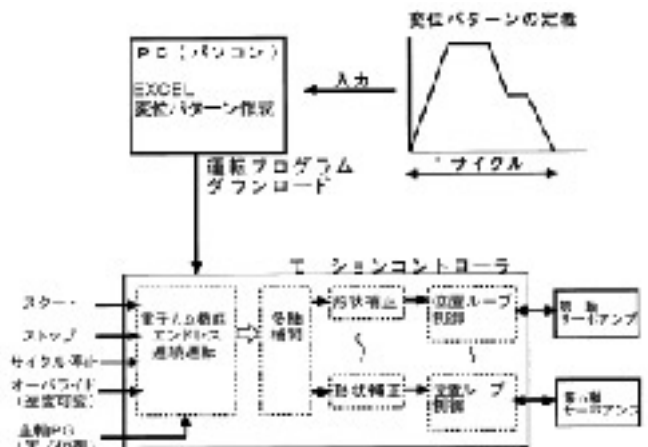 変位パターンの定義
PC(パソコン)
EXCEL
変位パターン作成
入力
サイクル
運転プログラム
ダウンロード
モーションコントローラ
スタート
ストップ
サイクル停止
オーバライド
(速度可変)
主軸PG
電子カム機能
エンドレス
連続運転
各軸
補間
形状補正
位置ループ
制御
サーボアンプ
形状補正
位置ループ
制御
サーボアンプ